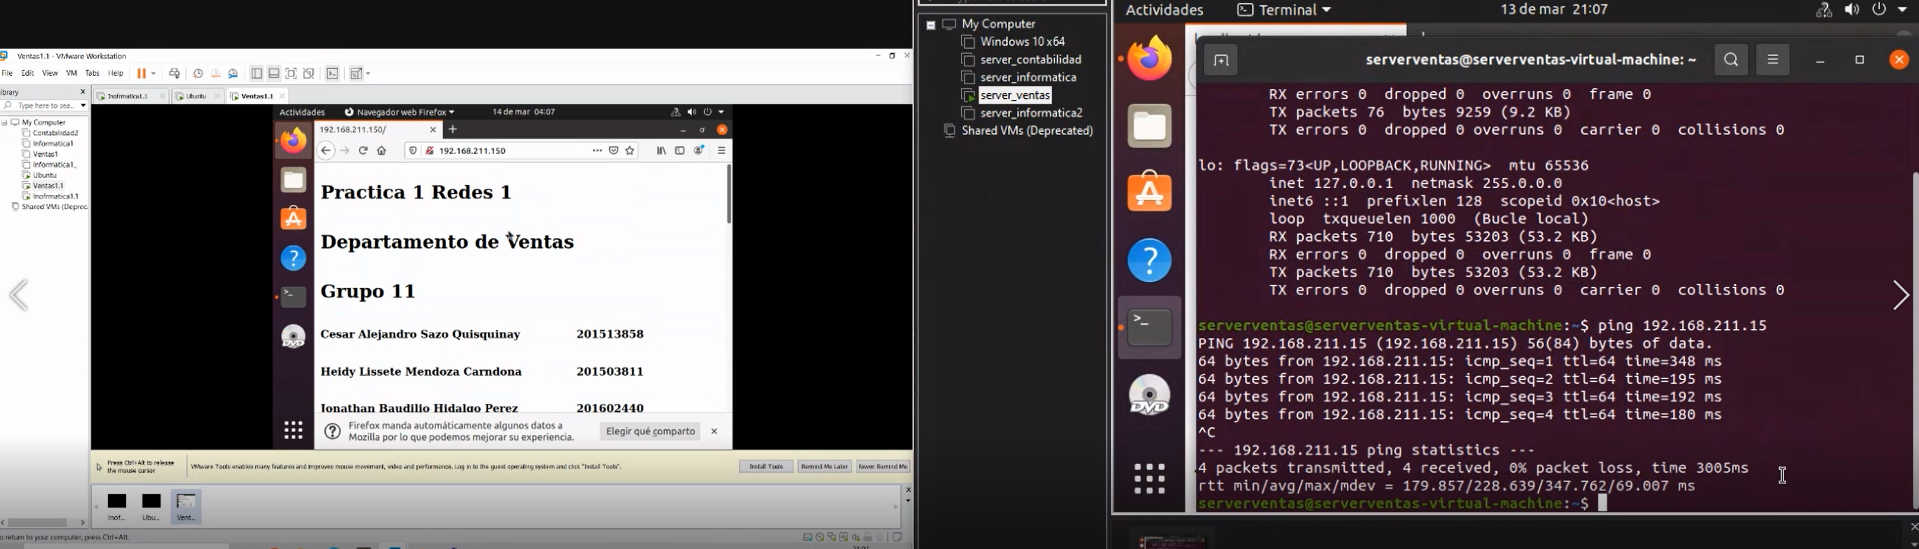 Ventas1.1 - VMware Workstation
File Edit View VM Tabs Help
Library
Type here to sea...
My Computer
Contabilidad2
Informatica1
Ventas1
Informatica1_
Ubuntu
Ventas1.1
Inofrmatica1.1
Shared VMs (Deprec
Inofrmatica1.1
Ubuntu
Ventas1.1
Actividades
Navegador web Firefox
14 de mar 04:07
192.168.211.150/
192.168.211.150
Practica 1 Redes 1
Departamento de Ventas
Grupo 11
Cesar Alejandro Sazo Quisquinay 201513858
Heidy Lissete Mendoza Carndona 201503811
Jonathan Baudilio Hidalgo Perez 201602440
Firefox manda automáticamente algunos datos a
Mozilla por lo que podemos mejorar su experiencia.
Elegir qué comparto
Press Ctrl+Alt to release
the mouse cursor
VMware Tools enables many features and improves mouse movement, video and performance. Log in to the guest operating system and click "Install Tools".
Install Tools
Remind Me Later
Never Remind Me
Inof...
Ubu...
Vent...
to return to your computer, press Ctrl+Alt.
My Computer
Windows 10 x64
server_contabilidad
server_informatica
server_ventas
server_informatica2
Shared VMs (Deprecated)
Actividades
Terminal
13 de mar 21:07
serverventas@serverventas-virtual-machine: ~
RX errors 0 dropped 0 overruns 0 frame 0
TX packets 76 bytes 9259 (9.2 KB)
TX errors 0 dropped 0 overruns 0 carrier 0 collisions 0
lo: flags=73<UP,LOOPBACK,RUNNING> mtu 65536
inet 127.0.0.1 netmask 255.0.0.0
inet6 ::1 prefixlen 128 scopeid 0x10<host>
loop txqueuelen 1000 (Bucle local)
RX packets 710 bytes 53203 (53.2 KB)
RX errors 0 dropped 0 overruns 0 frame 0
TX packets 710 bytes 53203 (53.2 KB)
TX errors 0 dropped 0 overruns 0 carrier 0 collisions 0
serverventas@serverventas-virtual-machine:~$ ping 192.168.211.15
PING 192.168.211.15 (192.168.211.15) 56(84) bytes of data.
64 bytes from 192.168.211.15: icmp_seq=1 ttl=64 time=348 ms
64 bytes from 192.168.211.15: icmp_seq=2 ttl=64 time=195 ms
64 bytes from 192.168.211.15: icmp_seq=3 ttl=64 time=192 ms
64 bytes from 192.168.211.15: icmp_seq=4 ttl=64 time=180 ms
^C
--- 192.168.211.15 ping statistics ---
4 packets transmitted, 4 received, 0% packet loss, time 3005ms
rtt min/avg/max/mdev = 179.857/228.639/347.762/69.007 ms
serverventas@serverventas-virtual-machine:~$